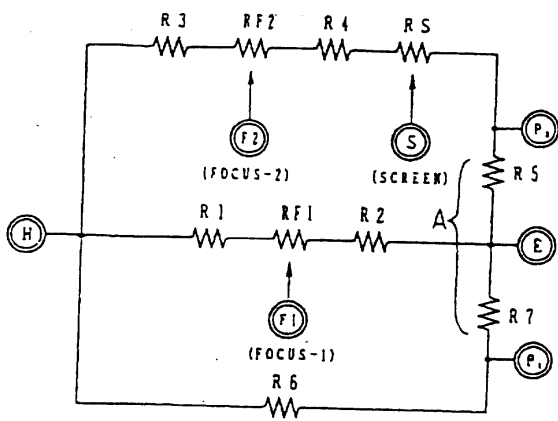 R3 RF2 R4 RS
F2 S P2
(FOCUS-2) (SCREEN) R5
R1 RF1 R2 A
H E
F1 R7
(FOCUS-1) P1
R6